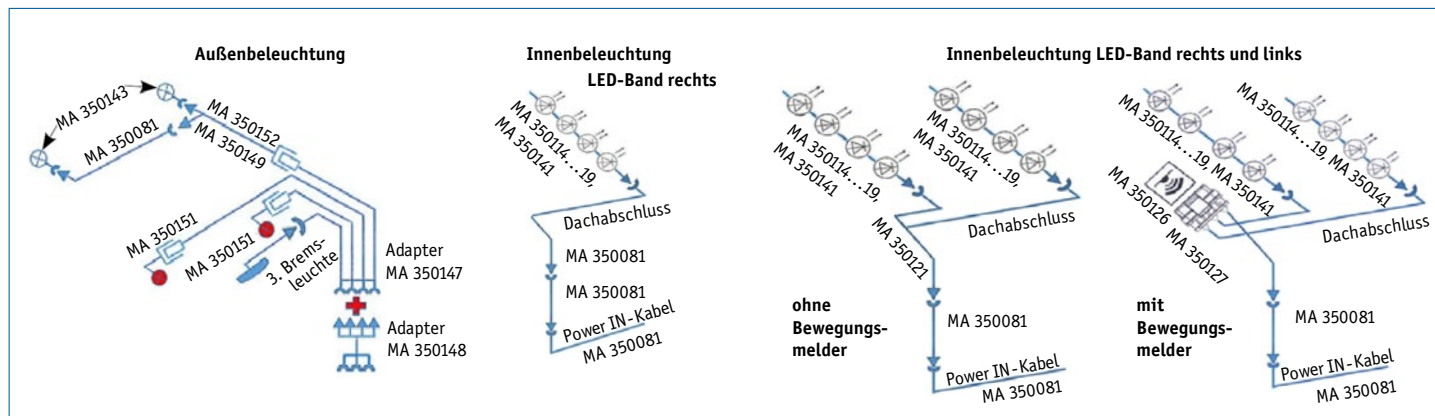 Außenbeleuchtung
MA 350143
MA 350081
MA 350152
MA 350149
MA 350151
MA 350151
3. Brems-
leuchte
Adapter
MA 350147
Adapter
MA 350148
Innenbeleuchtung
LED-Band rechts
MA 350114...19,
MA 350141
Dachabschluss
MA 350081
MA 350081
Power IN-Kabel
MA 350081
Innenbeleuchtung LED-Band rechts und links
MA 350114...19,
MA 350141
MA 350114...19,
MA 350141
Dachabschluss
MA 350121
ohne
Bewegungs-
melder
MA 350081
Power IN-Kabel
MA 350081
MA 350114...19, MA 350141
MA 350114...19, MA 350141
MA 350126
MA 350127
Dachabschluss
mit
Bewegungs-
melder
MA 350081
Power IN-Kabel
MA 350081